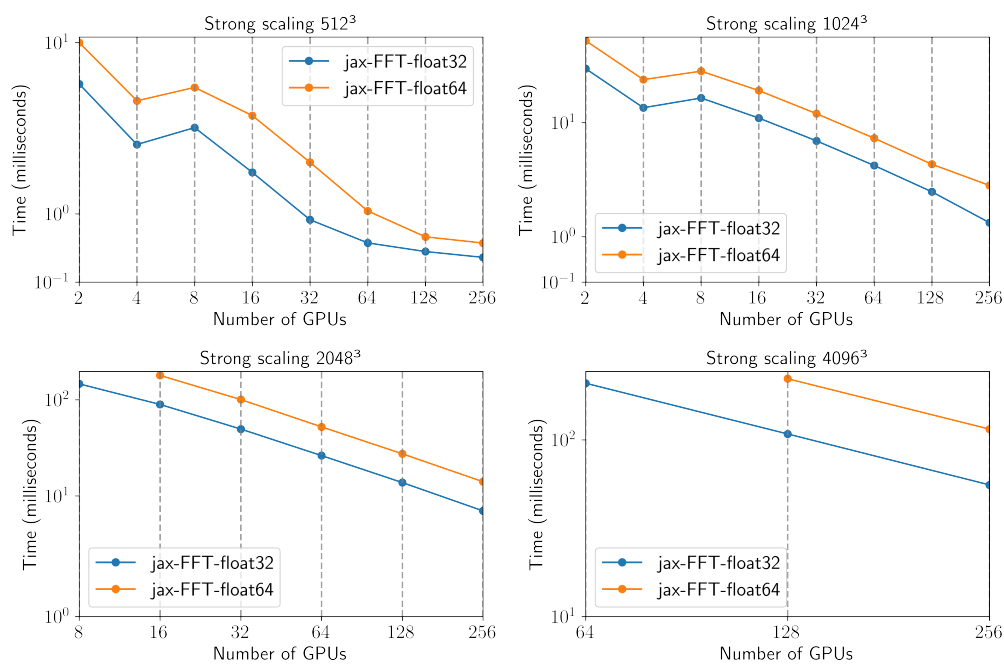 Strong scaling 512³
10¹
10⁰
10⁻¹
Time (milliseconds)
2 4 8 16 32 64 128 256
Number of GPUs
jax-FFT-float32
jax-FFT-float64
Strong scaling 1024³
10¹
10⁰
10⁻¹
Time (milliseconds)
2 4 8 16 32 64 128 256
Number of GPUs
jax-FFT-float32
jax-FFT-float64
Strong scaling 2048³
10²
10¹
10⁰
Time (milliseconds)
8 16 32 64 128 256
Number of GPUs
jax-FFT-float32
jax-FFT-float64
Strong scaling 4096³
10²
10¹
Time (milliseconds)
64 128 256
Number of GPUs
jax-FFT-float32
jax-FFT-float64